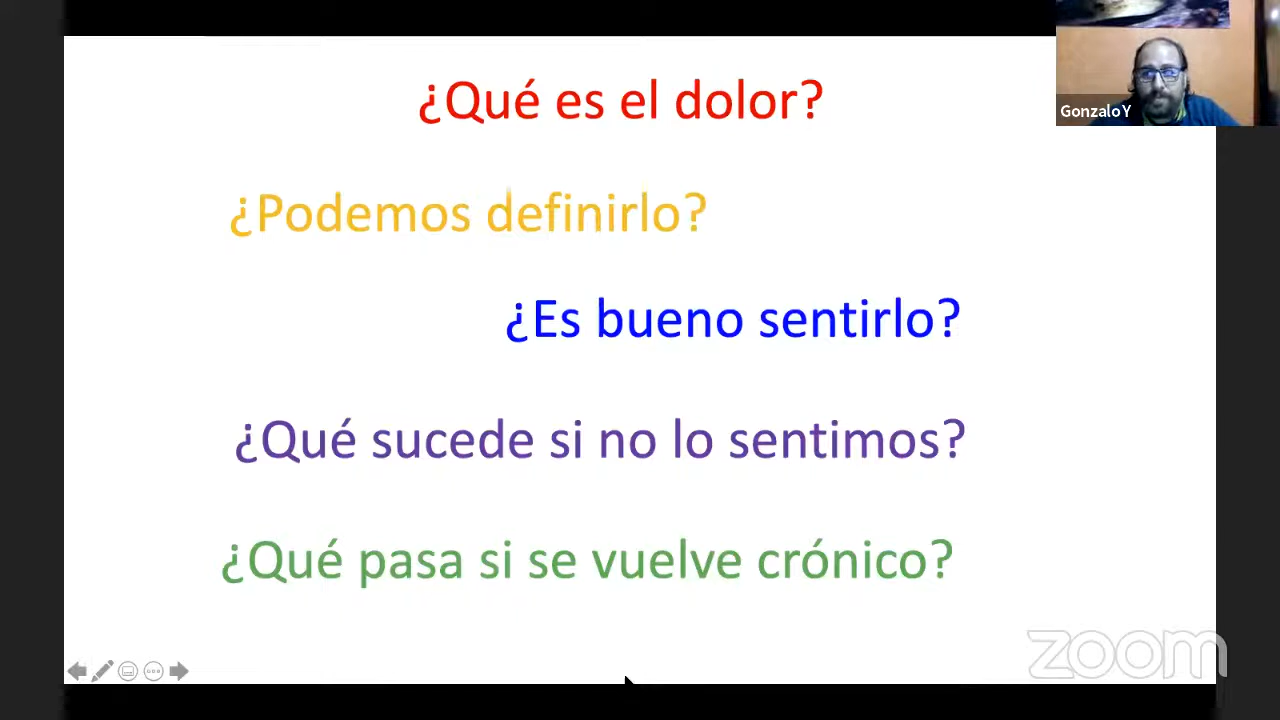 ¿Qué es el dolor?
GonzaloY
¿Podemos definirlo?
¿Es bueno sentirlo?
¿Qué sucede si no lo sentimos?
¿Qué pasa si se vuelve crónico?
zoom